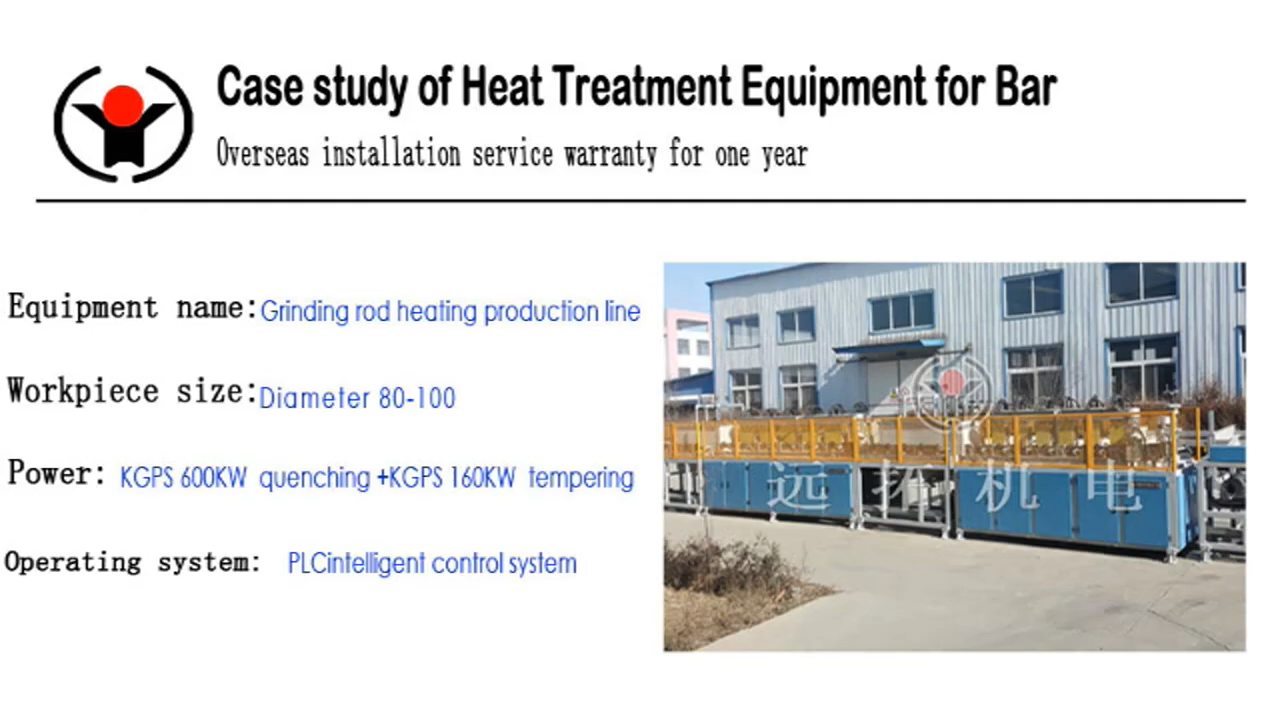 Case study of Heat Treatment Equipment for Bar
Overseas installation service warranty for one year
Equipment name: Grinding rod heating production line
Workpiece size: Diameter 80-100
Power: KGPS 600KW quenching +KGPS 160KW tempering
Operating system: PLCintelligent control system
远拓机电